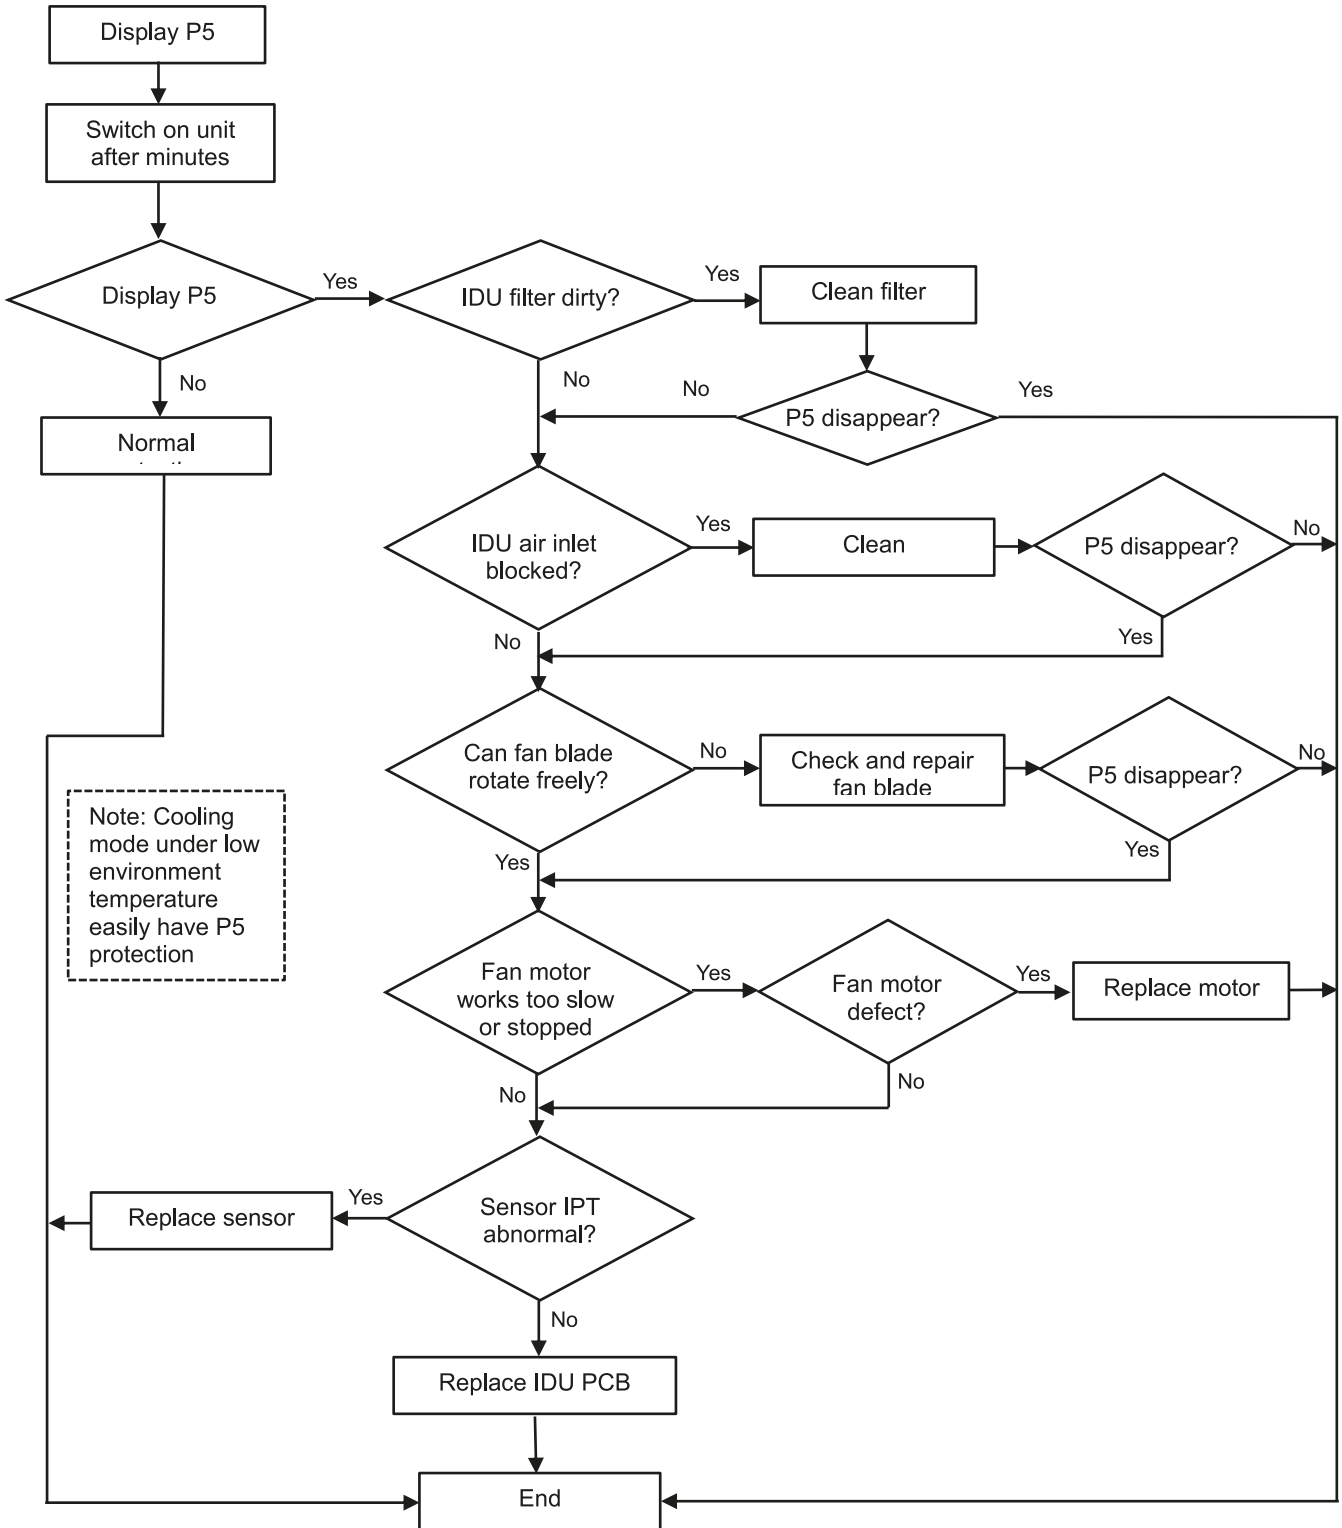 Display P5
Switch on unit
after minutes
Display P5
Yes
IDU filter dirty?
Yes
Clean filter
No
No
No
P5 disappear?
Yes
Normal
IDU air inlet
blocked?
Yes
Clean
P5 disappear?
No
No
Yes
Can fan blade
rotate freely?
No
Check and repair
fan blade
P5 disappear?
No
Yes
Yes
Note: Cooling
mode under low
environment
temperature
easily have P5
protection
Fan motor
works too slow
or stopped
Yes
Fan motor
defect?
Yes
Replace motor
No
No
Sensor IPT
abnormal?
Yes
Replace sensor
No
Replace IDU PCB
End